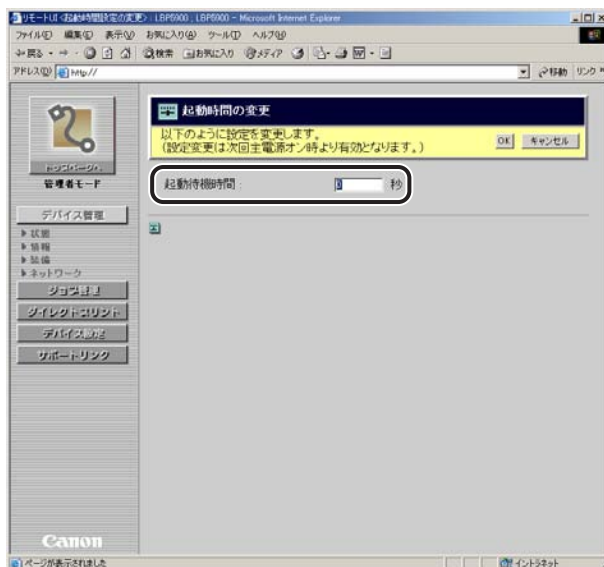 リモートUI <起動時間設定の変更> : LBP5900 ; LBP5900 - Microsoft Internet Explorer
ファイル(F) 編集(E) 表示(V) お気に入り(A) ツール(T) ヘルプ(H)
戻る 検索 お気に入り メディア
アドレス(D) http:// 移動 リンク
起動時間の変更
以下のように設定を変更します。
(設定変更は次回主電源オン時より有効となります。)
OK キャンセル
起動待機時間 : 秒
トップページへ
管理者モード
デバイス管理
状態
情報
装備
ネットワーク
ジョブ管理
ダイレクトプリント
デバイス設定
サポートリンク
Canon
ページが表示されました
イントラネット